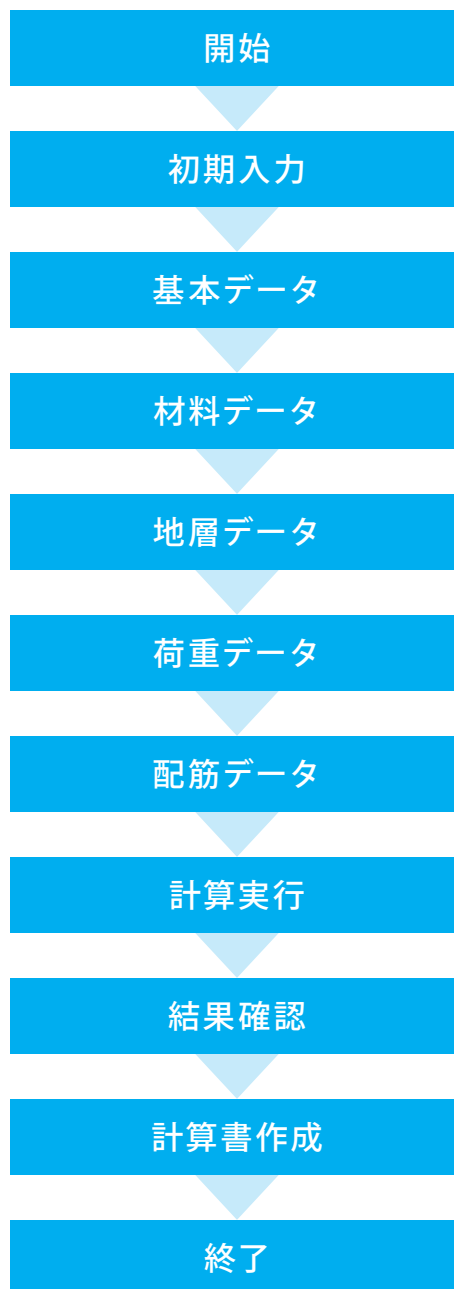 開始
初期入力
基本データ
材料データ
地層データ
荷重データ
配筋データ
計算実行
結果確認
計算書作成
終了